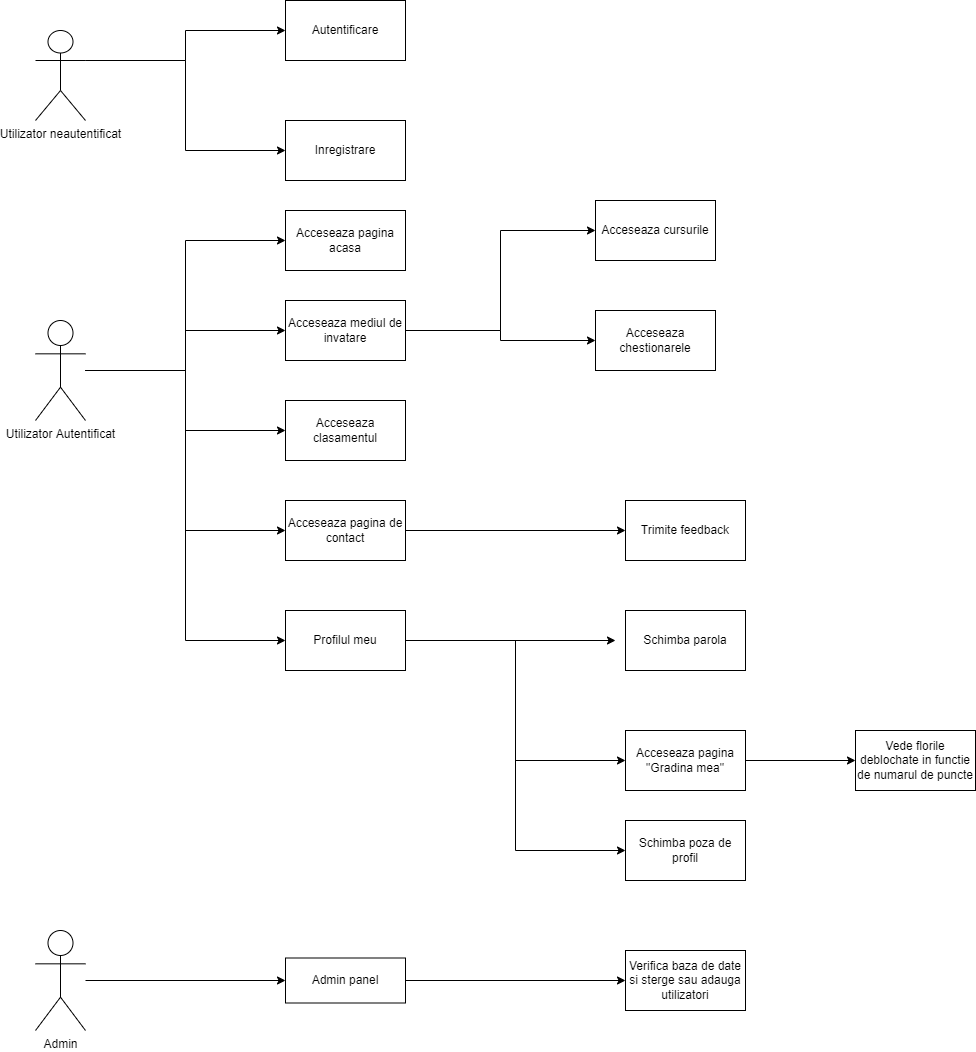 Autentificare
Utilizator neautentificat
Inregistrare
Acceseaza pagina
acasa
Acceseaza cursurile
Acceseaza mediul de
invatare
Acceseaza
chestionarele
Utilizator Autentificat
Acceseaza
clasamentul
Acceseaza pagina de
contact
Trimite feedback
Profilul meu
Schimba parola
Acceseaza pagina
"Gradina mea"
Vede florile
deblochate in functie
de numarul de puncte
Schimba poza de
profil
Admin
Admin panel
Verifica baza de date
si sterge sau adauga
utilizatori